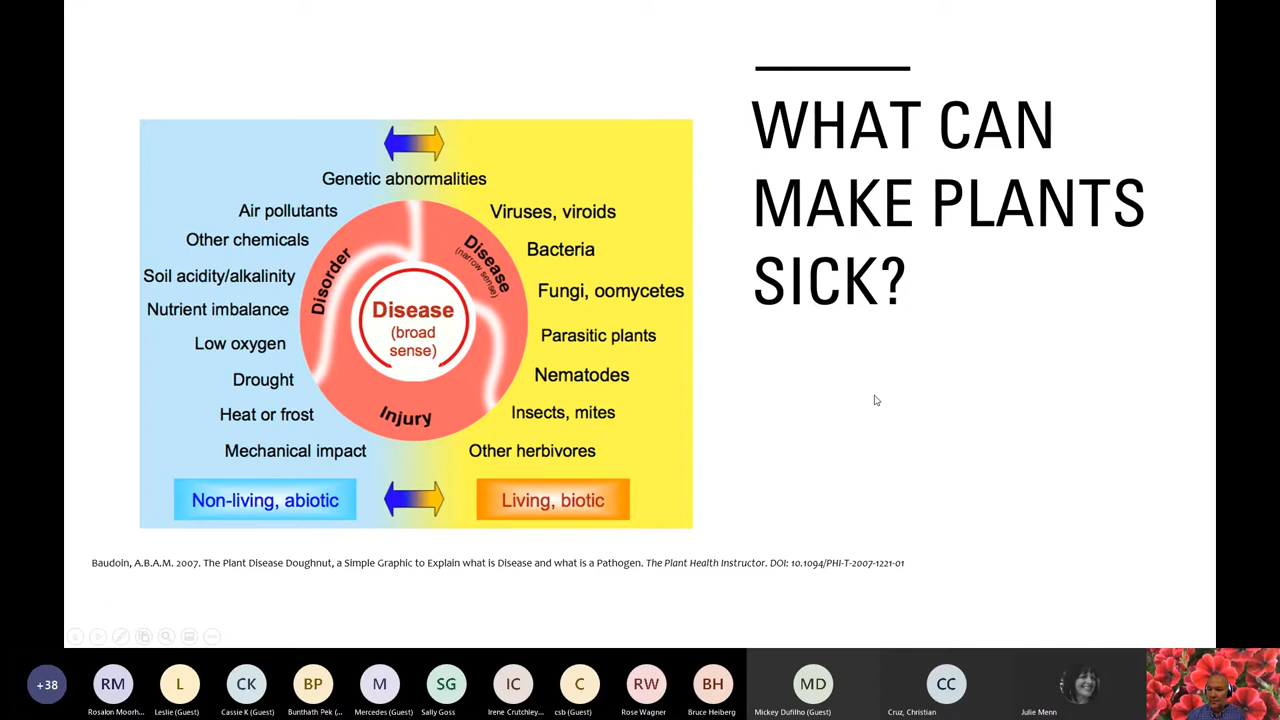 WHAT CAN
MAKE PLANTS
SICK?
Genetic abnormalities
Air pollutants
Other chemicals
Soil acidity/alkalinity
Nutrient imbalance
Low oxygen
Drought
Heat or frost
Mechanical impact
Non-living, abiotic
Viruses, viroids
Bacteria
Fungi, oomycetes
Parasitic plants
Nematodes
Insects, mites
Other herbivores
Living, biotic
Disorder
Disease
(narrow sense)
Injury
Disease
(broad
sense)
Baudoin, A.B.A.M. 2007. The Plant Disease Doughnut, a Simple Graphic to Explain what is Disease and what is a Pathogen. The Plant Health Instructor. DOI: 10.1094/PHI-T-2007-1221-01
+38
RM
L
CK
BP
M
SG
IC
C
RW
BH
MD
CC
Rosalon Moorh...
Leslie (Guest)
Cassie K (Guest)
Bunthath Pek (...
Mercedes (Guest)
Sally Goss
Irene Crutchley...
csb (Guest)
Rose Wagner
Bruce Heiberg
Mickey Dufilho (Guest)
Cruz, Christian
Julie Menn